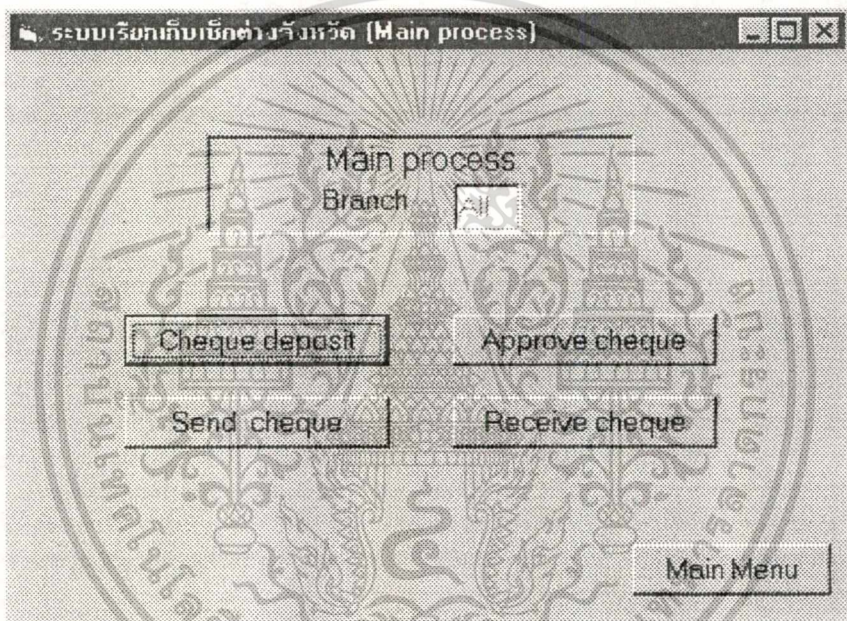 ระบบเรียกเก็บเช็คต่างจังหวัด (Main process)
Main process
Branch All
Cheque deposit Approve cheque
Send cheque Receive cheque
Main Menu